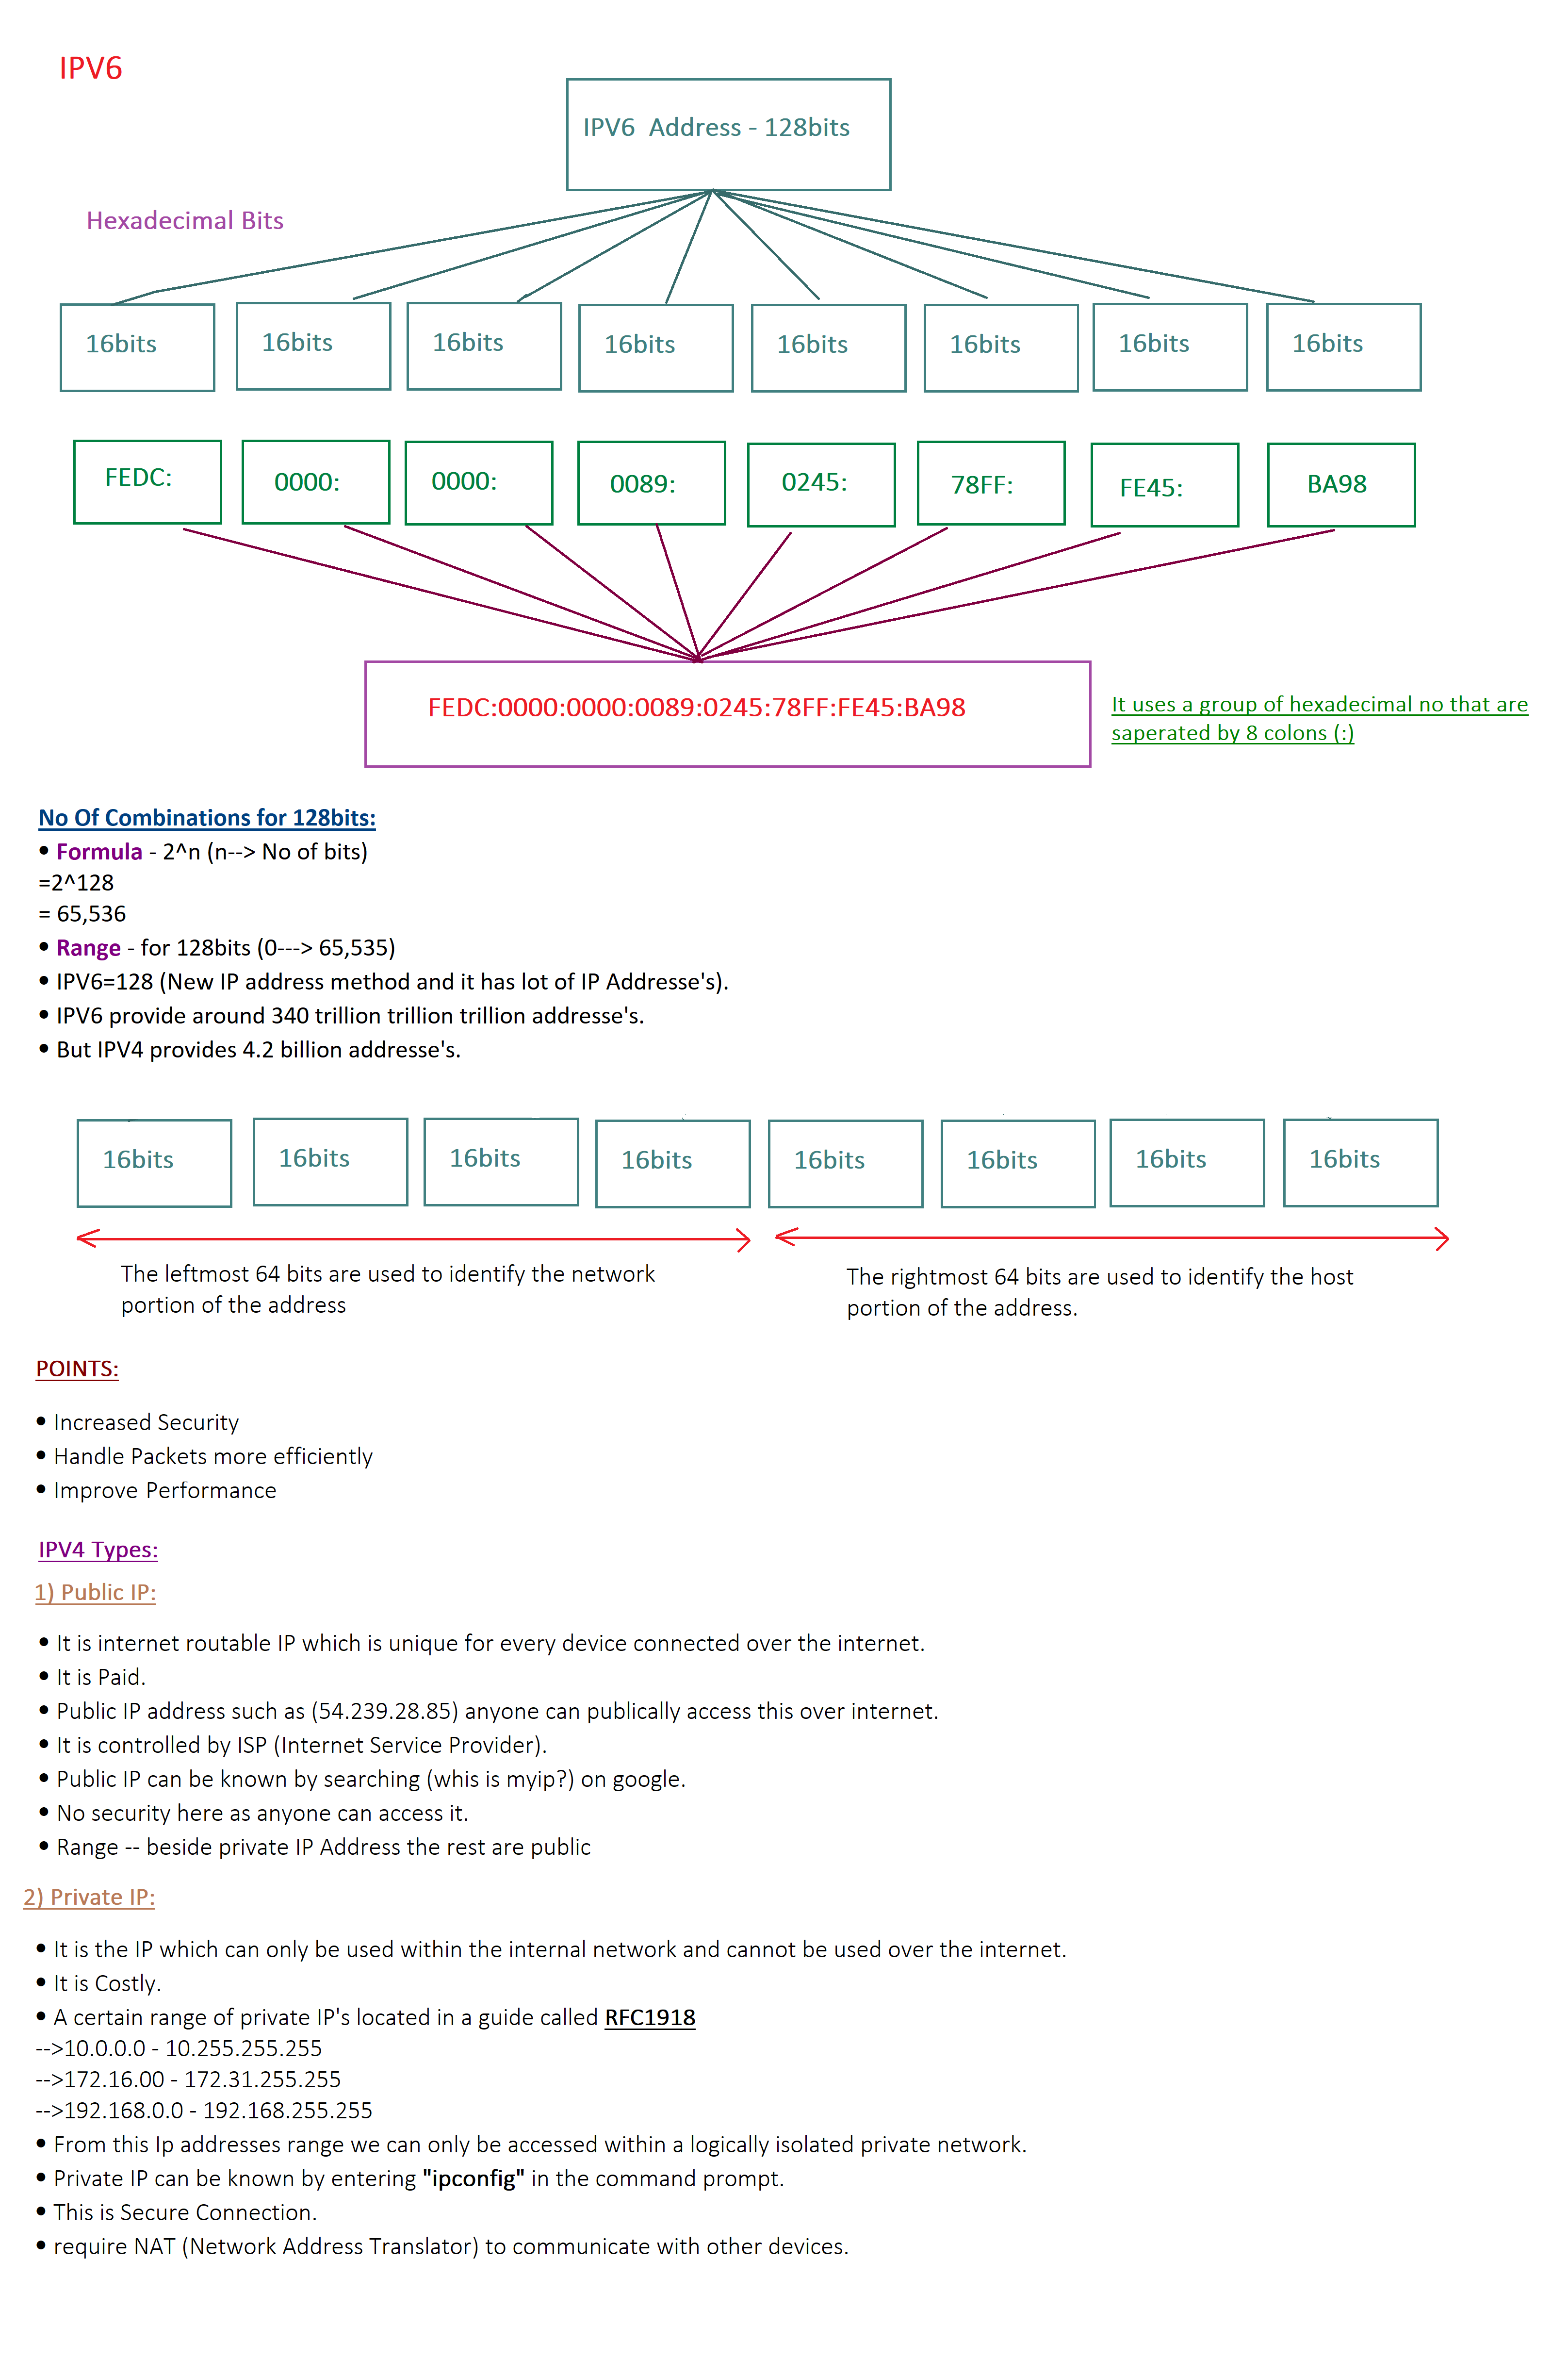 IPV6
IPV6  Address - 128bits
Hexadecimal Bits
16bits
16bits
16bits
16bits
16bits
16bits
16bits
16bits
FEDC:
0000:
0000:
0089:
0245:
78FF:
FE45:
BA98
FEDC:0000:0000:0089:0245:78FF:FE45:BA98
It uses a group of hexadecimal no that are
saperated by 8 colons (:)
No Of Combinations for 128bits:
• Formula - 2^n (n--> No of bits)
=2^128
= 65,536
• Range - for 128bits (0---> 65,535)
• IPV6=128 (New IP address method and it has lot of IP Addresse's).
• IPV6 provide around 340 trillion trillion trillion addresse's.
• But IPV4 provides 4.2 billion addresse's.
16bits
16bits
16bits
16bits
16bits
16bits
16bits
16bits
The leftmost 64 bits are used to identify the network
portion of the address
The rightmost 64 bits are used to identify the host
portion of the address.
POINTS:
• Increased Security
• Handle Packets more efficiently
• Improve Performance
IPV4 Types:
1) Public IP:
• It is internet routable IP which is unique for every device connected over the internet.
• It is Paid.
• Public IP address such as (54.239.28.85) anyone can publically access this over internet.
• It is controlled by ISP (Internet Service Provider).
• Public IP can be known by searching (whis is myip?) on google.
• No security here as anyone can access it.
• Range -- beside private IP Address the rest are public
2) Private IP:
• It is the IP which can only be used within the internal network and cannot be used over the internet.
• It is Costly.
• A certain range of private IP's located in a guide called RFC1918
-->10.0.0.0 - 10.255.255.255
-->172.16.00 - 172.31.255.255
-->192.168.0.0 - 192.168.255.255
• From this Ip addresses range we can only be accessed within a logically isolated private network.
• Private IP can be known by entering "ipconfig" in the command prompt.
• This is Secure Connection.
• require NAT (Network Address Translator) to communicate with other devices.